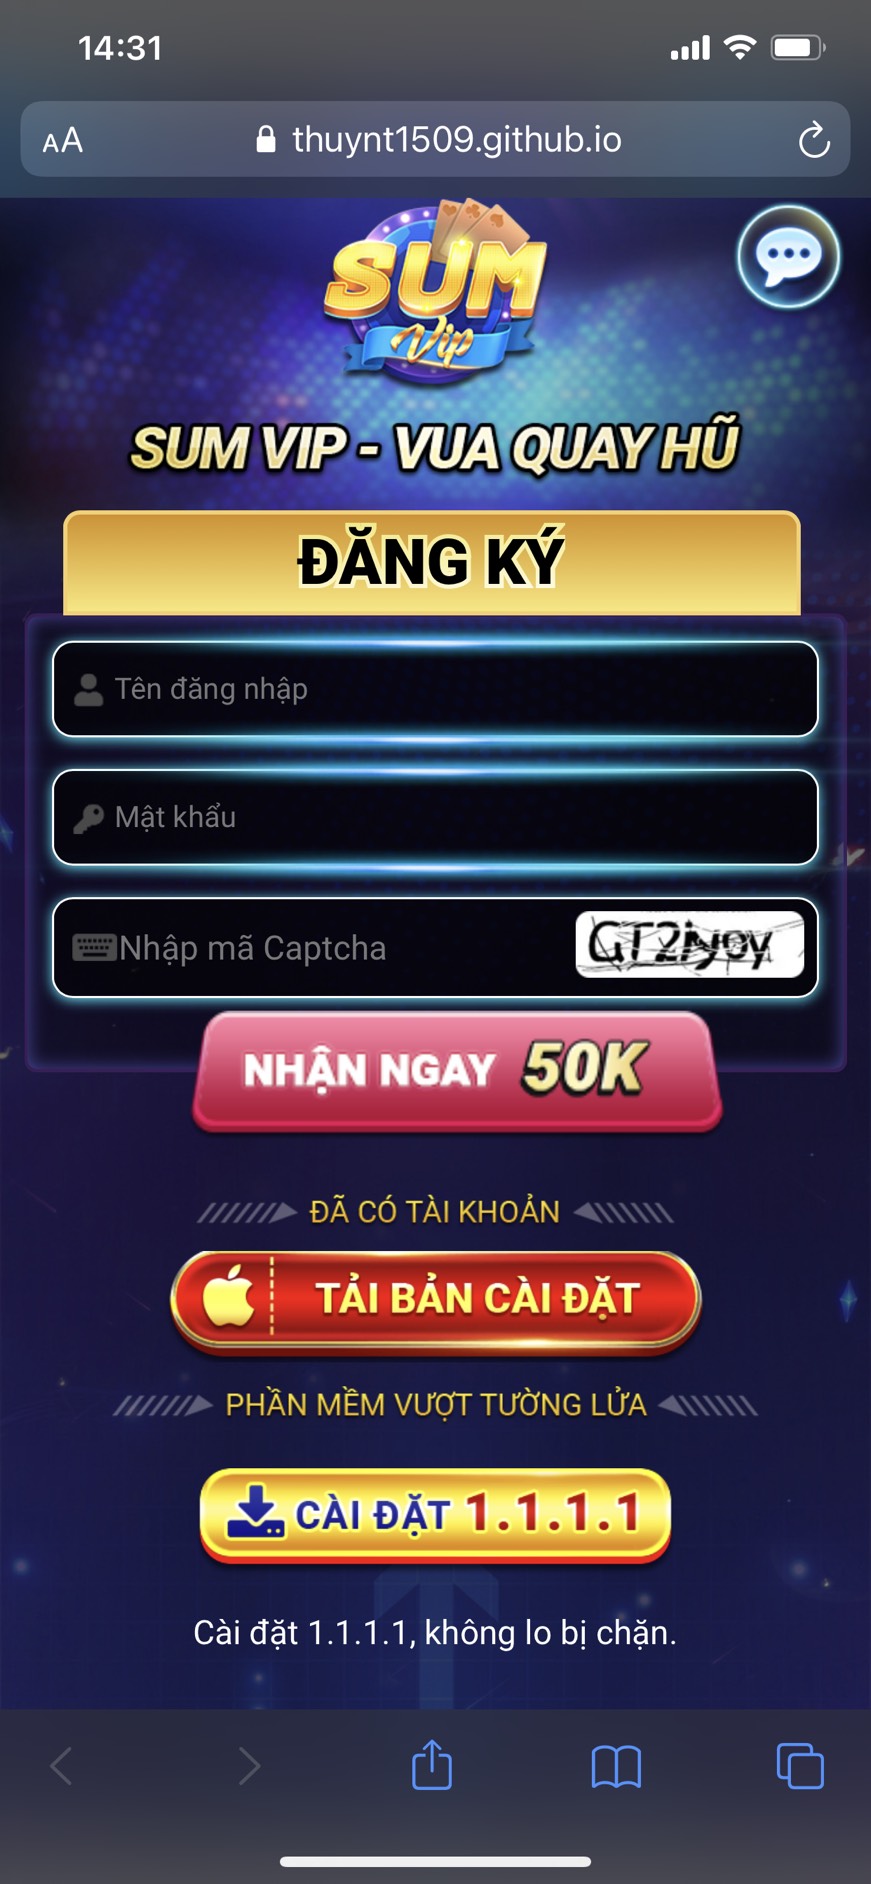 14:31
AA
thuynt1509.github.io
SUM
Vip
SUM VIP - VUA QUAY HŨ
ĐĂNG KÝ
Tên đăng nhập
Mật khẩu
Nhập mã Captcha
NHẬN NGAY 50K
ĐÃ CÓ TÀI KHOẢN
TẢI BẢN CÀI ĐẶT
PHẦN MỀM VƯỢT TƯỜNG LỬA
CÀI ĐẶT 1.1.1.1
Cài đặt 1.1.1.1, không lo bị chặn.